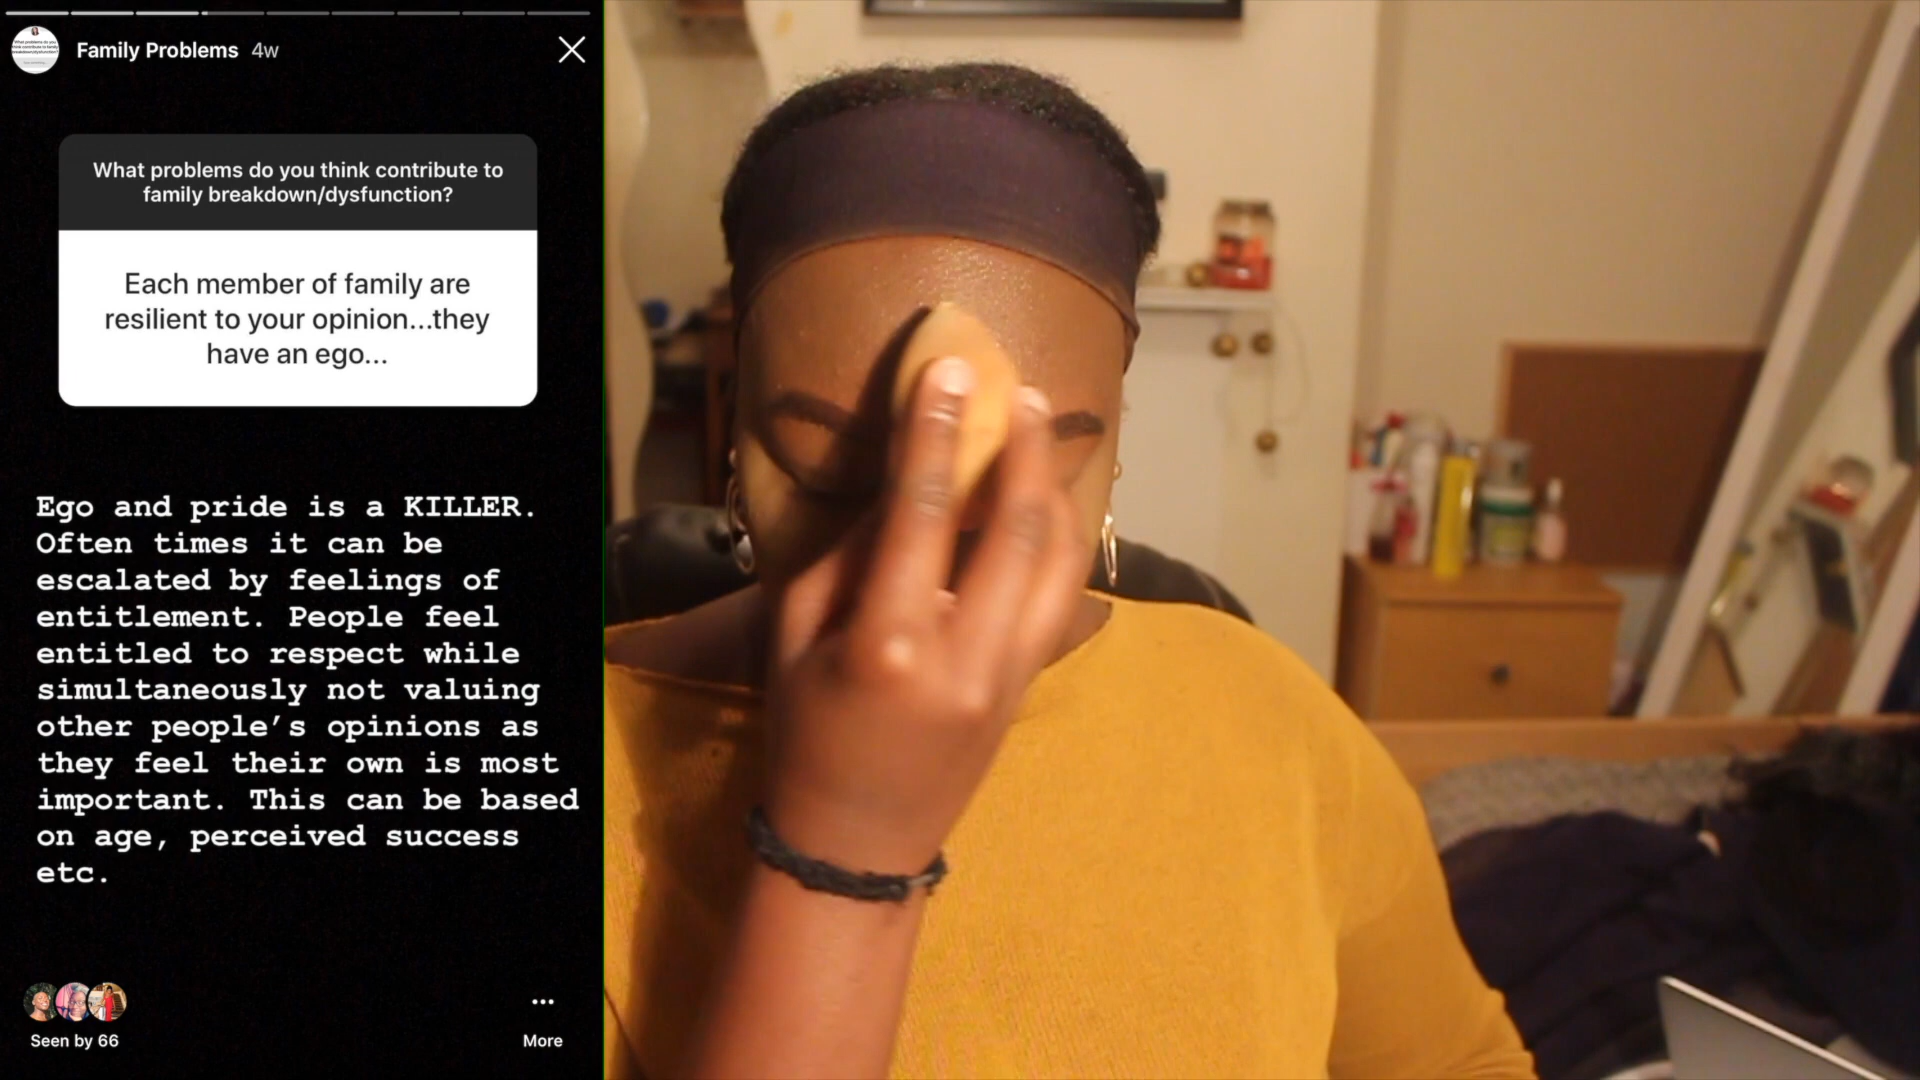 Family Problems 4w
What problems do you think contribute to
family breakdown/dysfunction?
Each member of family are
resilient to your opinion...they
have an ego...
Ego and pride is a KILLER.
Often times it can be
escalated by feelings of
entitlement. People feel
entitled to respect while
simultaneously not valuing
other people’s opinions as
they feel their own is most
important. This can be based
on age, perceived success
etc.
Seen by 66
More